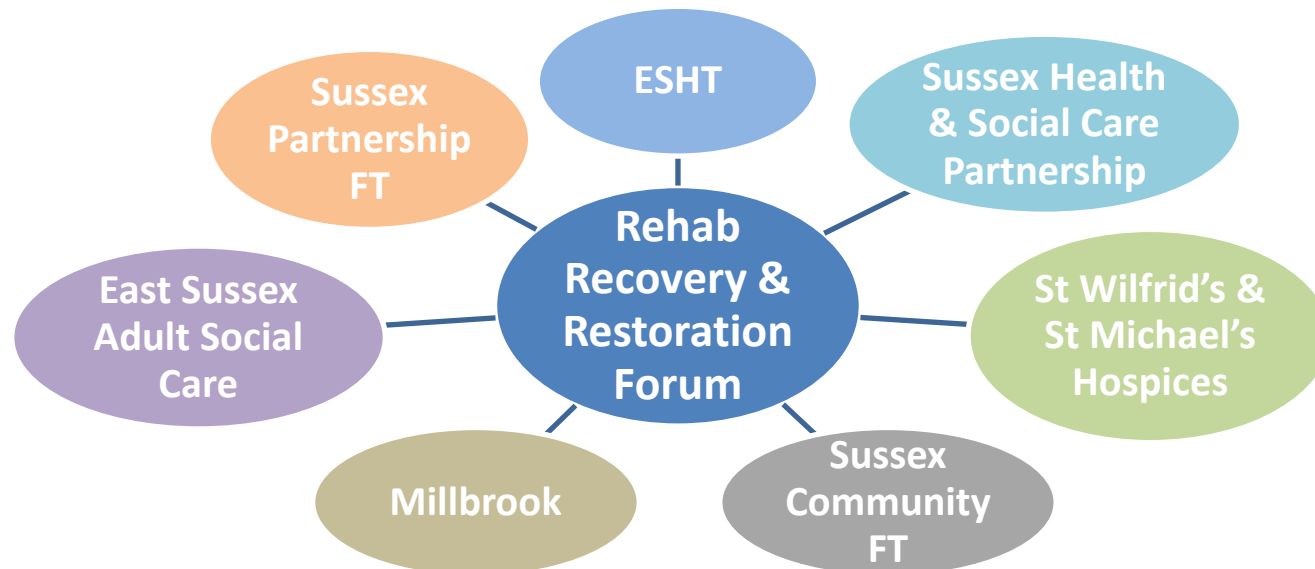 ESHT
Sussex
Partnership
FT
Sussex Health
& Social Care
Partnership
Rehab
Recovery &
Restoration
Forum
East Sussex
Adult Social
Care
St Wilfrid's &
St Michael's
Hospices
Millbrook
Sussex
Community
FT